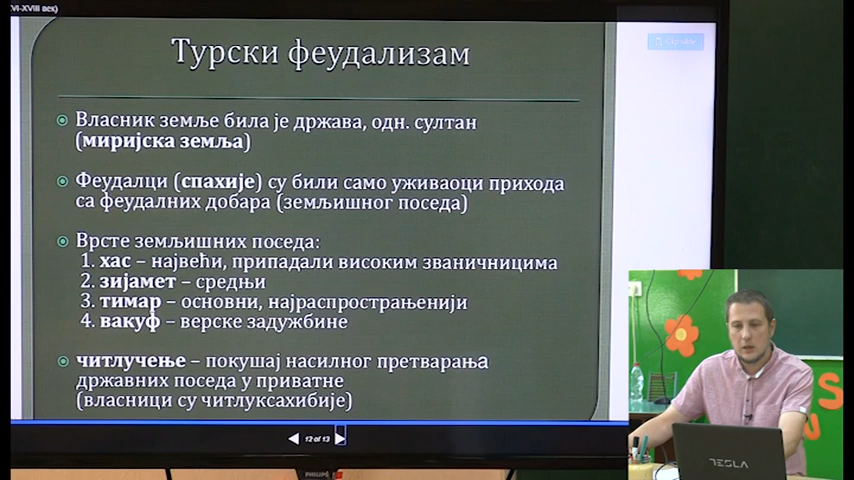 XVI-XVIII век)
Турски феудализам
Власник земље била је држава, одн. султан
(миријска земља)
Феудалци (спахије) су били само уживаоци прихода
са феудалних добара (земљишног поседа)
Врсте земљишних поседа:
1. хас – највећи, припадали високим званичницима
2. зијамет – средњи
3. тимар – основни, најраспрострањенији
4. вакуф – верске задужбине
читлучење – покушај насилног претварања
државних поседа у приватне
(власници су читлуксахибије)
12 of 13
TESLA